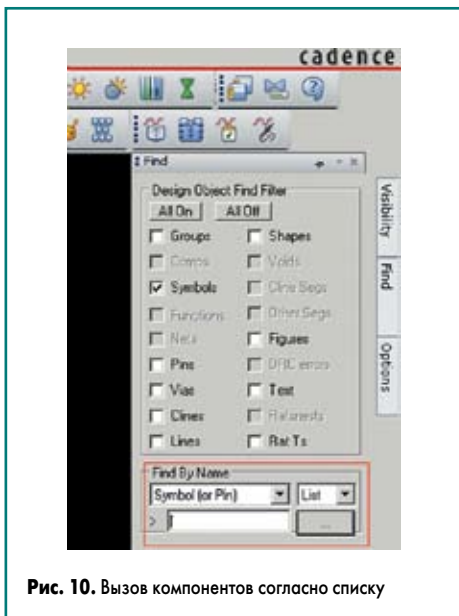 cadence
Find
Design Object Find Filter
All On All Off
Groups Shapes
Comps Voids
Symbols Cline Segs
Functions Other Segs
Nets Figures
Pins DRC errors
Vias Text
Clines Ratsnests
Lines Rat Ts
Find By Name
Symbol (or Pin) List
>
...
Visibility
Find
Options
Рис. 10. Вызов компонентов согласно списку